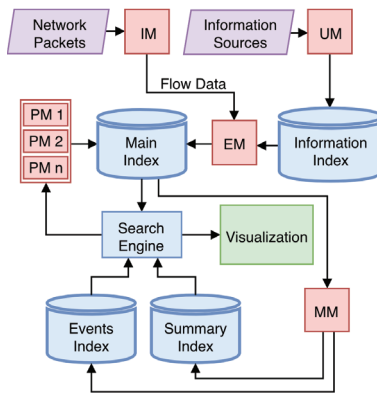 Network
Packets
IM
Information
Sources
UM
Flow Data
PM 1
PM 2
PM n
Main
Index
EM
Information
Index
Search
Engine
Visualization
Events
Index
Summary
Index
MM